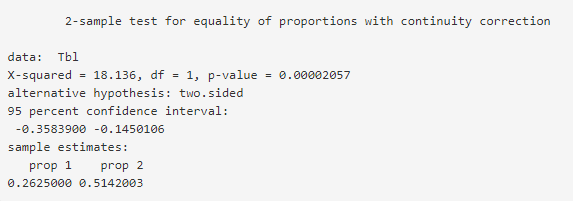 2-sample test for equality of proportions with continuity correction
data:  Tbl
X-squared = 18.136, df = 1, p-value = 0.00002057
alternative hypothesis: two.sided
95 percent confidence interval:
-0.3583900 -0.1450106
sample estimates:
prop 1    prop 2
0.2625000 0.5142003